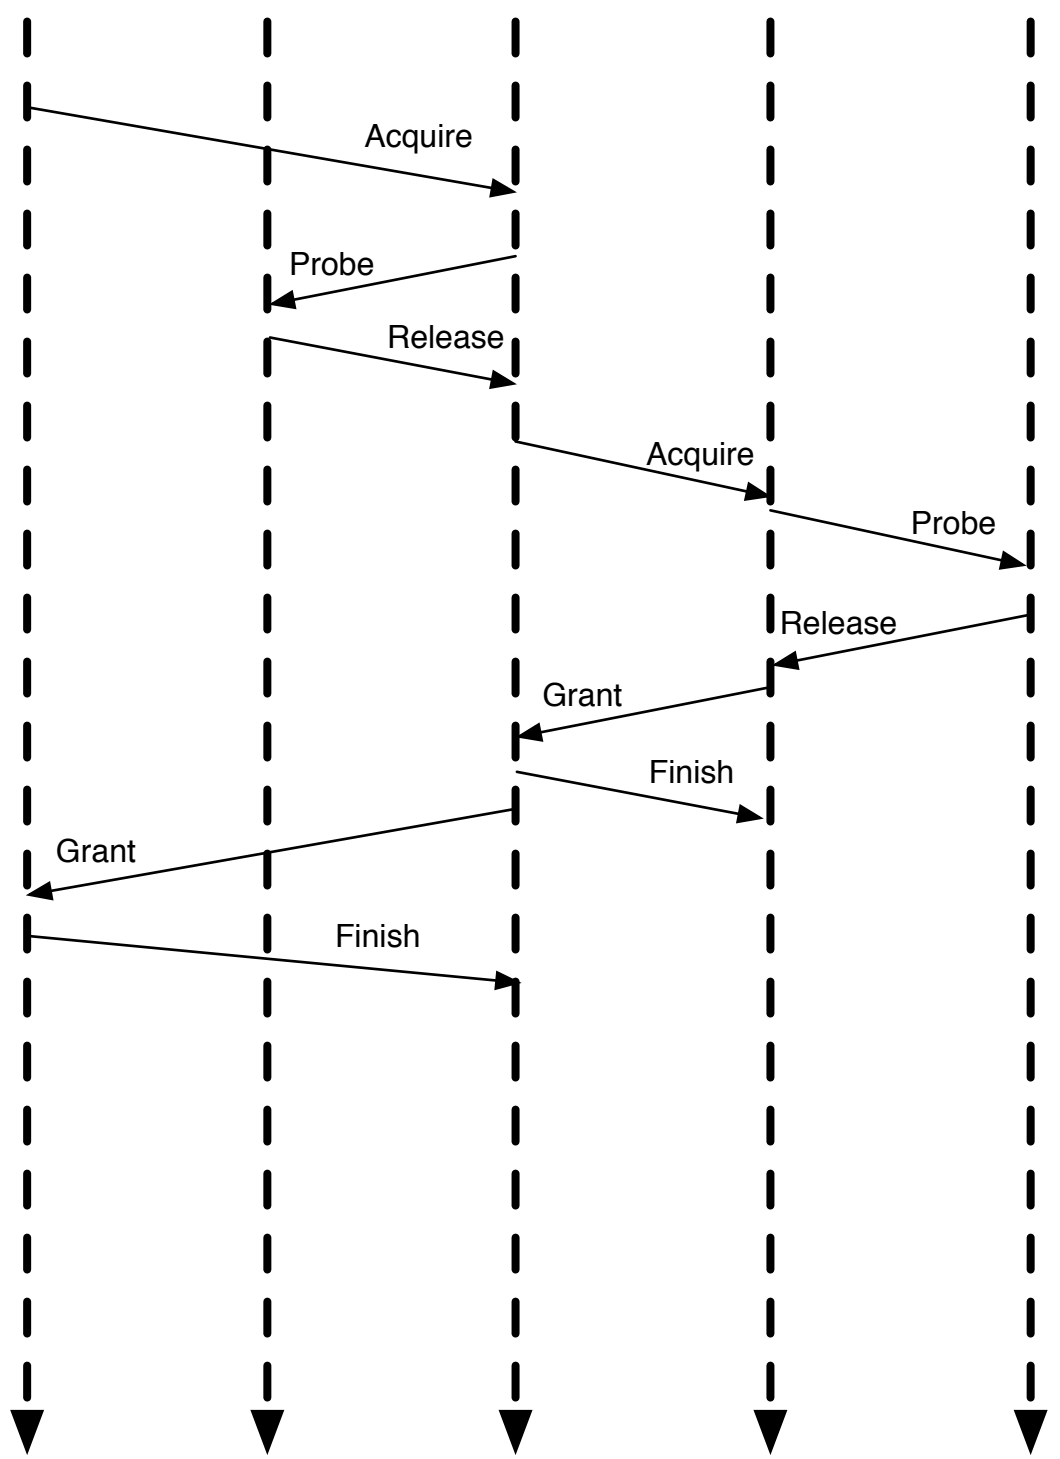 Acquire
Probe
Release
Acquire
Probe
Release
Grant
Finish
Grant
Finish